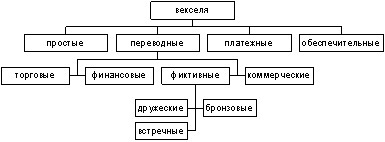 векселя
простые переводные платежные обеспечительные
торговые финансовые фиктивные коммерческие
дружеские бронзовые
встречные